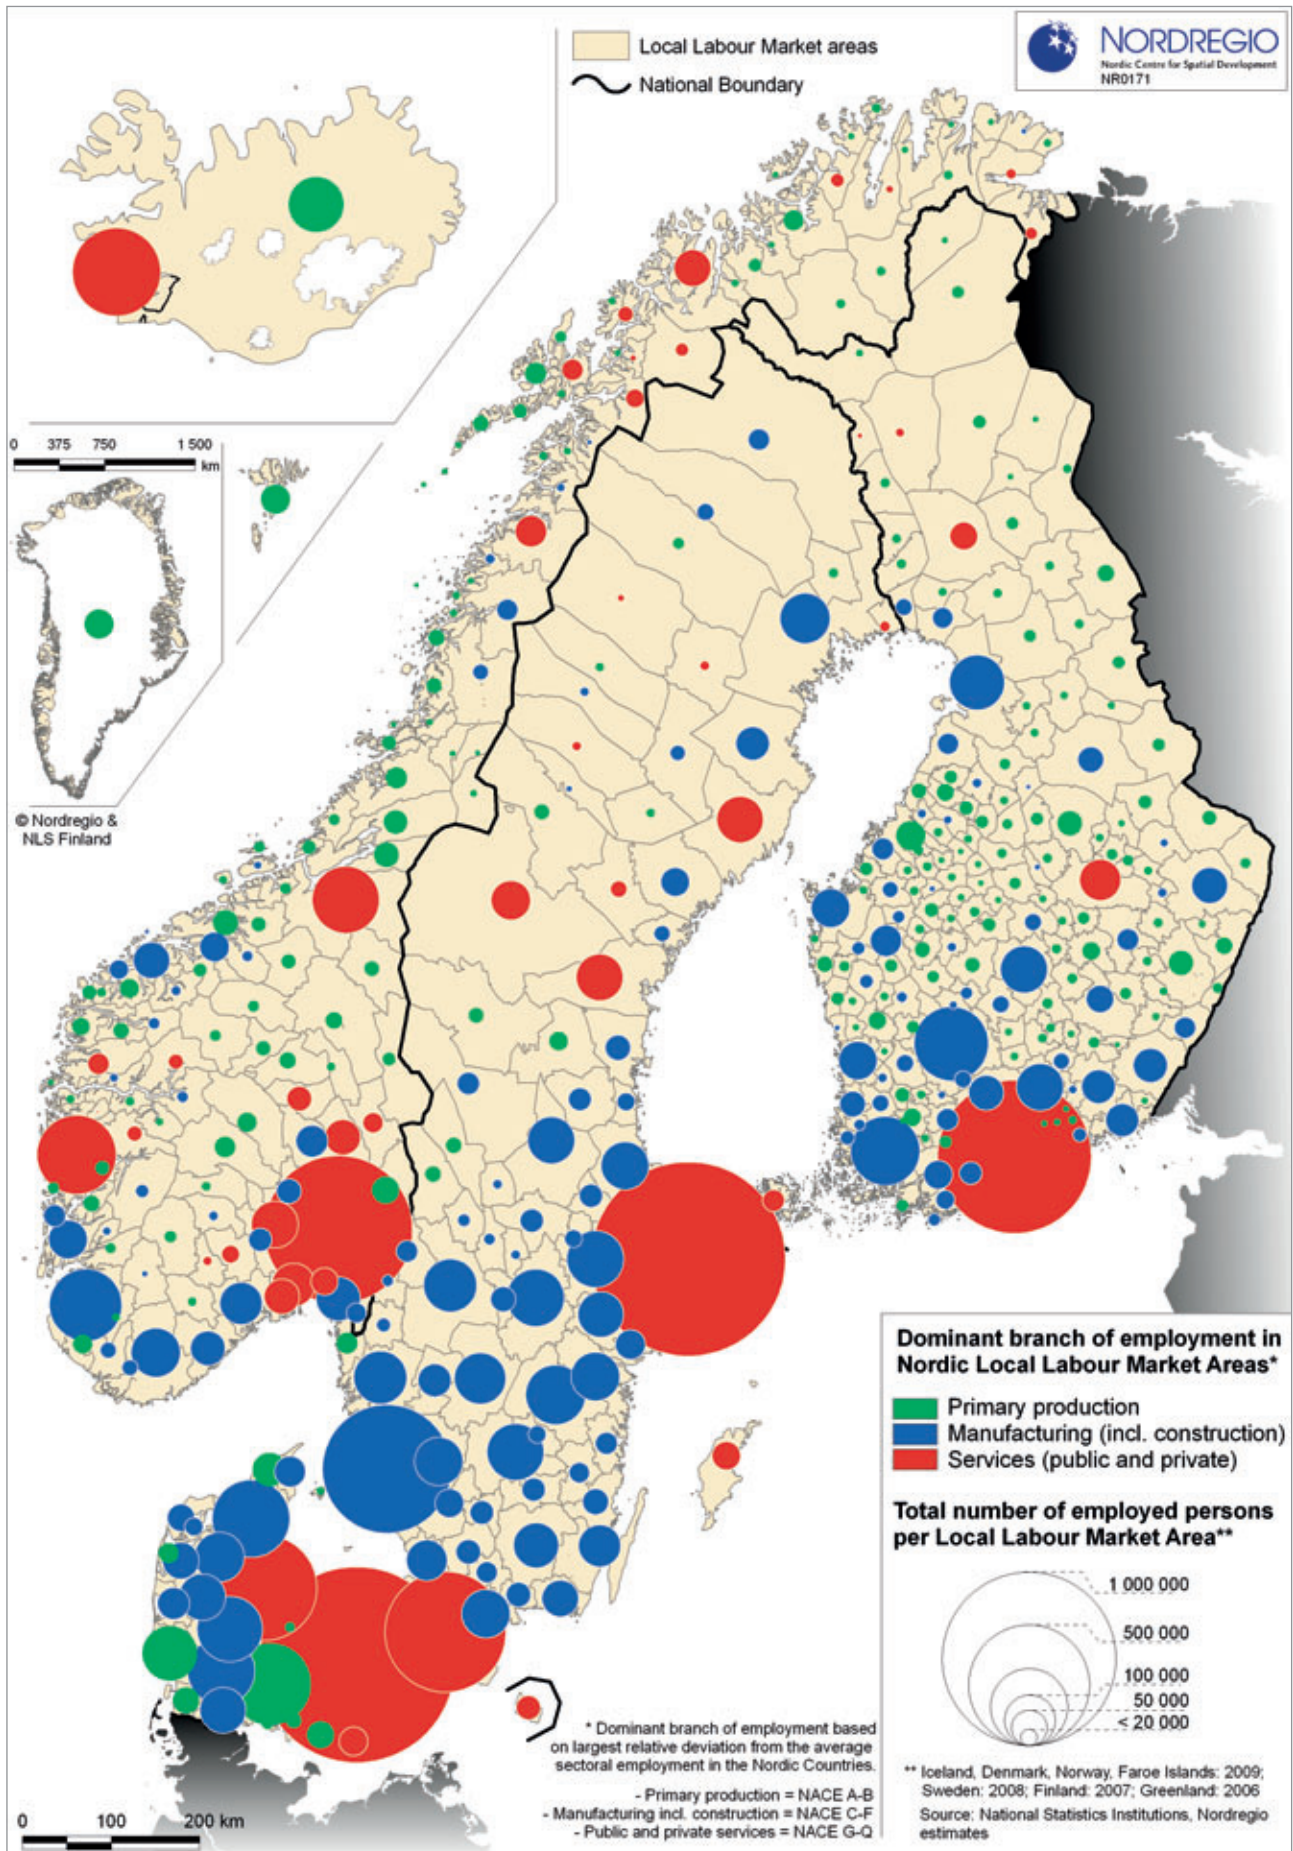 Local Labour Market areas
National Boundary
NORDREGIO
Nordic Centre for Spatial Development
NR0171
0 375 750 1 500
km
© Nordregio &
NLS Finland
Dominant branch of employment in
Nordic Local Labour Market Areas*
Primary production
Manufacturing (incl. construction)
Services (public and private)
Total number of employed persons
per Local Labour Market Area**
1 000 000
500 000
100 000
50 000
< 20 000
* Dominant branch of employment based
on largest relative deviation from the average
sectoral employment in the Nordic Countries.
- Primary production = NACE A-B
- Manufacturing incl. construction = NACE C-F
- Public and private services = NACE G-Q
** Iceland, Denmark, Norway, Faroe Islands: 2009;
Sweden: 2008; Finland: 2007; Greenland: 2006
Source: National Statistics Institutions, Nordregio
estimates
0 100 200 km